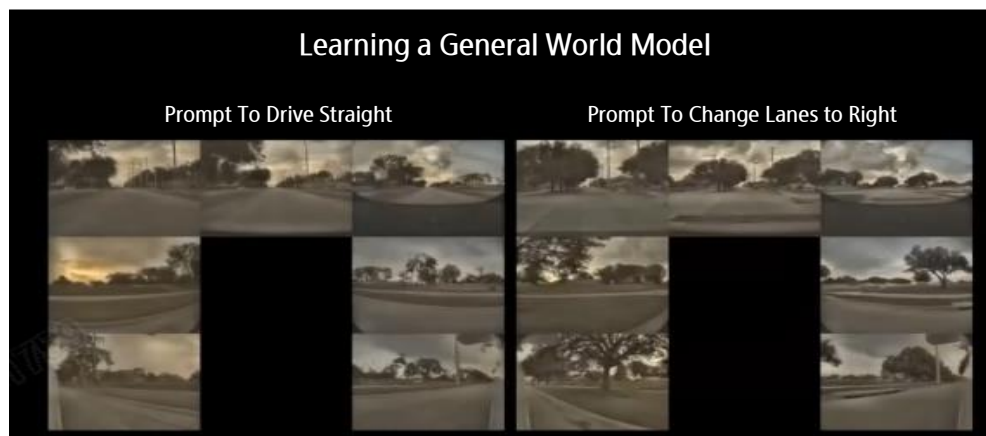 Learning a General World Model
Prompt To Drive Straight
Prompt To Change Lanes to Right